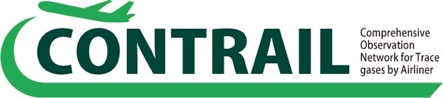 CONTRAIL
Comprehensive
Observation
Network for Trace
gases by Airliner